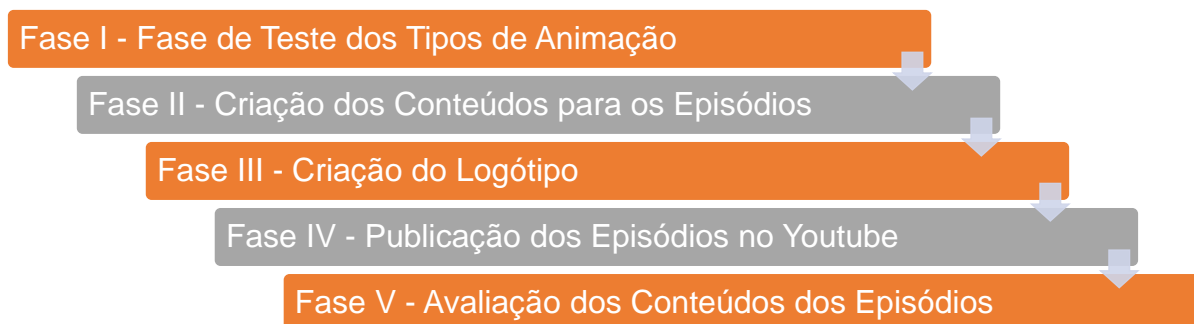 Fase I - Fase de Teste dos Tipos de Animação
Fase II - Criação dos Conteúdos para os Episódios
Fase III - Criação do Logótipo
Fase IV - Publicação dos Episódios no Youtube
Fase V - Avaliação dos Conteúdos dos Episódios